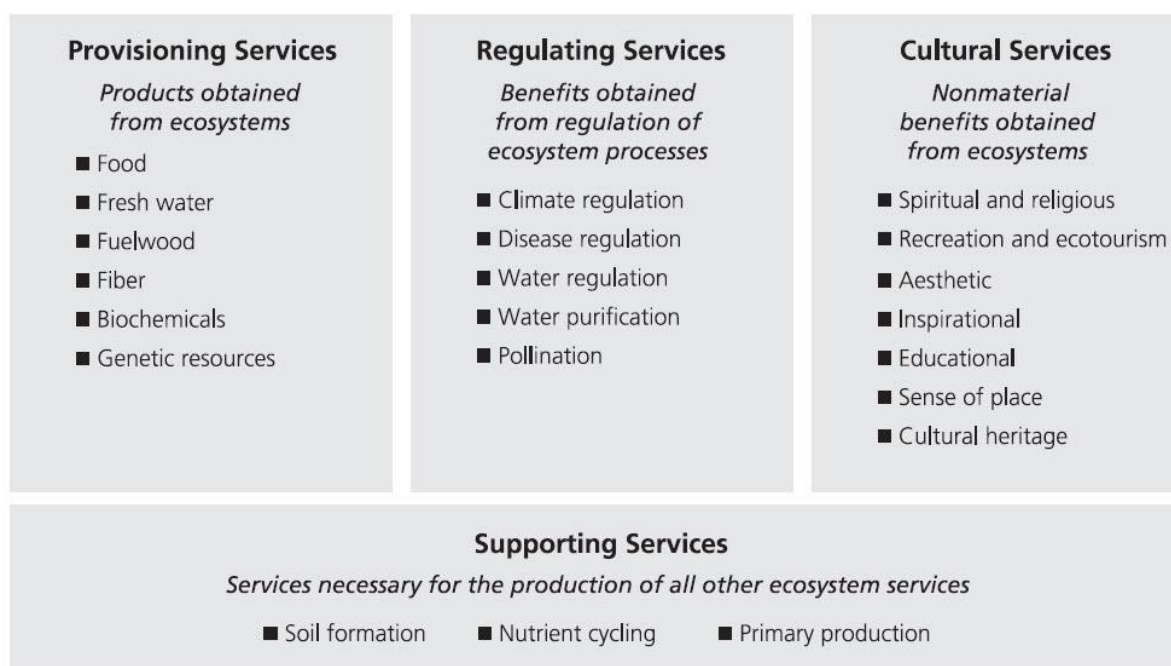 Provisioning Services
Products obtained
from ecosystems
■ Food
■ Fresh water
■ Fuelwood
■ Fiber
■ Biochemicals
■ Genetic resources
Regulating Services
Benefits obtained
from regulation of
ecosystem processes
■ Climate regulation
■ Disease regulation
■ Water regulation
■ Water purification
■ Pollination
Cultural Services
Nonmaterial
benefits obtained
from ecosystems
■ Spiritual and religious
■ Recreation and ecotourism
■ Aesthetic
■ Inspirational
■ Educational
■ Sense of place
■ Cultural heritage
Supporting Services
Services necessary for the production of all other ecosystem services
■ Soil formation ■ Nutrient cycling ■ Primary production